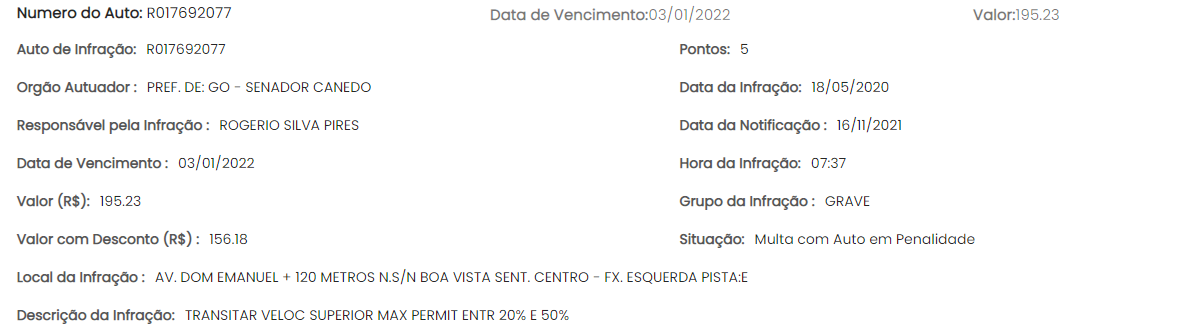 Numero do Auto: R017692077 Data de Vencimento:03/01/2022 Valor:195.23
Auto de Infração: R017692077 Pontos: 5
Orgão Autuador : PREF. DE: GO - SENADOR CANEDO Data da Infração: 18/05/2020
Responsável pela Infração : ROGERIO SILVA PIRES Data da Notificação : 16/11/2021
Data de Vencimento : 03/01/2022 Hora da Infração: 07:37
Valor (R$): 195.23 Grupo da Infração : GRAVE
Valor com Desconto (R$) : 156.18 Situação: Multa com Auto em Penalidade
Local da Infração : AV. DOM EMANUEL + 120 METROS N.S/N BOA VISTA SENT. CENTRO - FX. ESQUERDA PISTA:E
Descrição da Infração: TRANSITAR VELOC SUPERIOR MAX PERMIT ENTR 20% E 50%